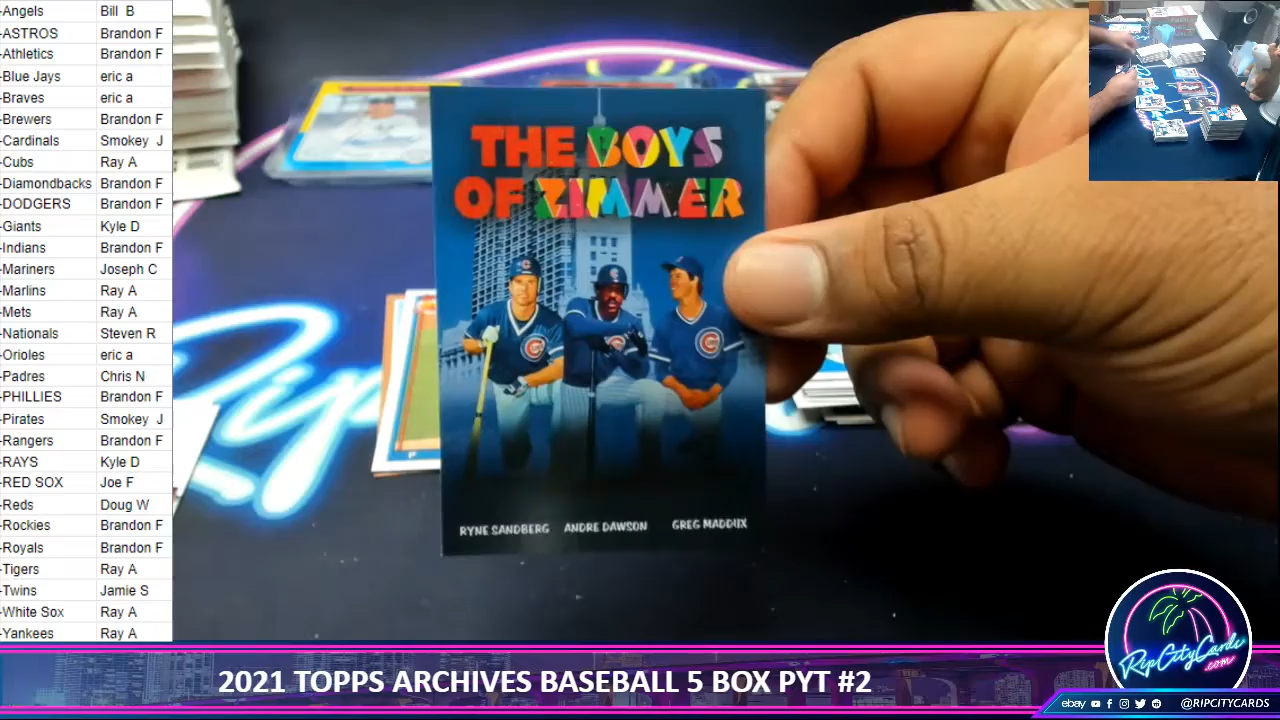 -Angels Bill B
-ASTROS Brandon F
-Athletics Brandon F
-Blue Jays eric a
-Braves eric a
-Brewers Brandon F
-Cardinals Smokey J
-Cubs Ray A
-Diamondbacks Brandon F
-DODGERS Brandon F
-Giants Kyle D
-Indians Brandon F
-Mariners Joseph C
-Marlins Ray A
-Mets Ray A
-Nationals Steven R
-Orioles eric a
-Padres Chris N
-PHILLIES Brandon F
-Pirates Smokey J
-Rangers Brandon F
-RAYS Kyle D
-RED SOX Joe F
-Reds Doug W
-Rockies Brandon F
-Royals Brandon F
-Tigers Ray A
-Twins Jamie S
-White Sox Ray A
-Yankees Ray A
THE BOYS
OF ZIMMER
RYNE SANDBERG ANDRE DAWSON GREG MADDUX
Rip
RipCityCards
.com
2021 TOPPS ARCHIVES BASEBALL 5 BOX PYT #2
ebay @RIPCITYCARDS